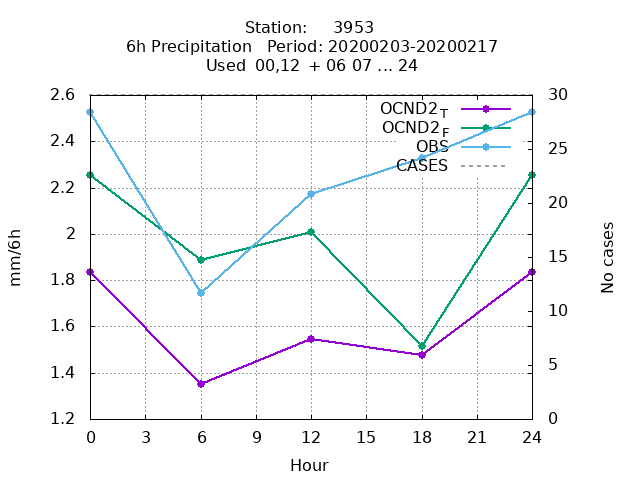 Station: 3953
6h Precipitation Period: 20200203-20200217
Used 00,12 + 06 07 ... 24
2.6
2.4
2.2
2
1.8
1.6
1.4
1.2
mm/6h
OCND2T
OCND2F
OBS
CASES
30
25
20
15
10
5
0
No cases
0 3 6 9 12 15 18 21 24
Hour